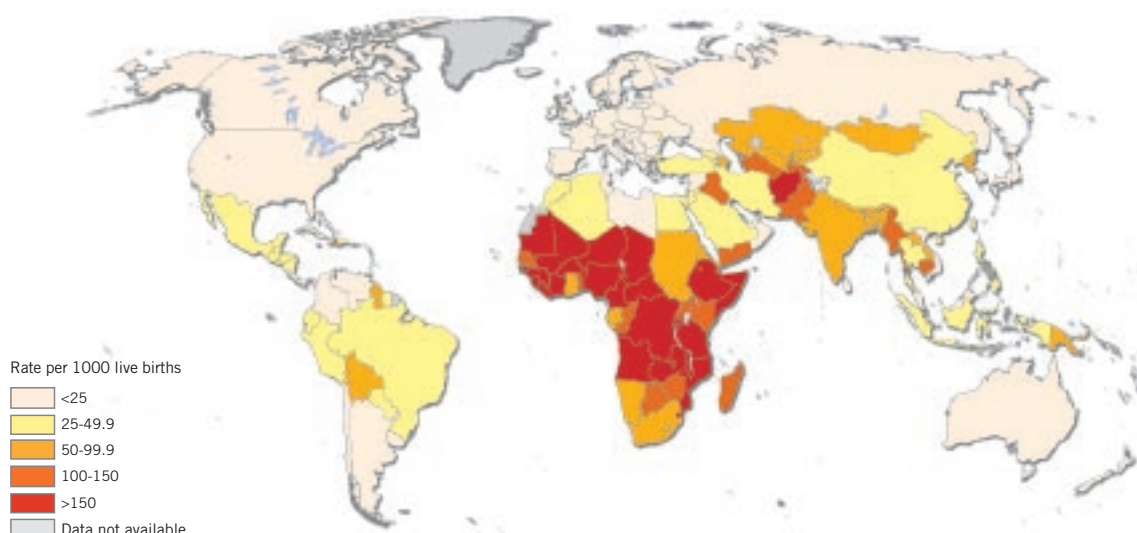 Rate per 1000 live births
<25
25-49.9
50-99.9
100-150
>150
Data not available